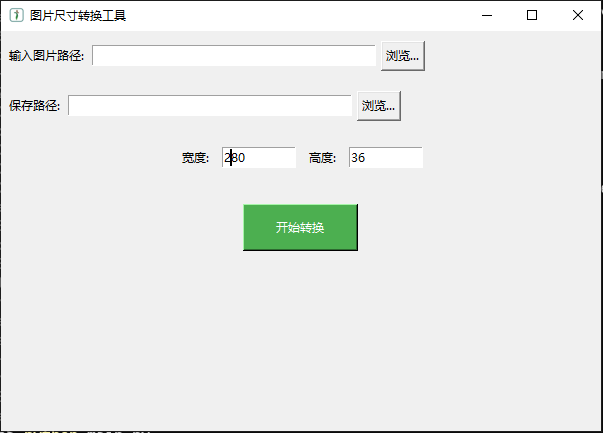 图片尺寸转换工具
输入图片路径: 浏览...
保存路径: 浏览...
宽度: 280 高度: 36
开始转换